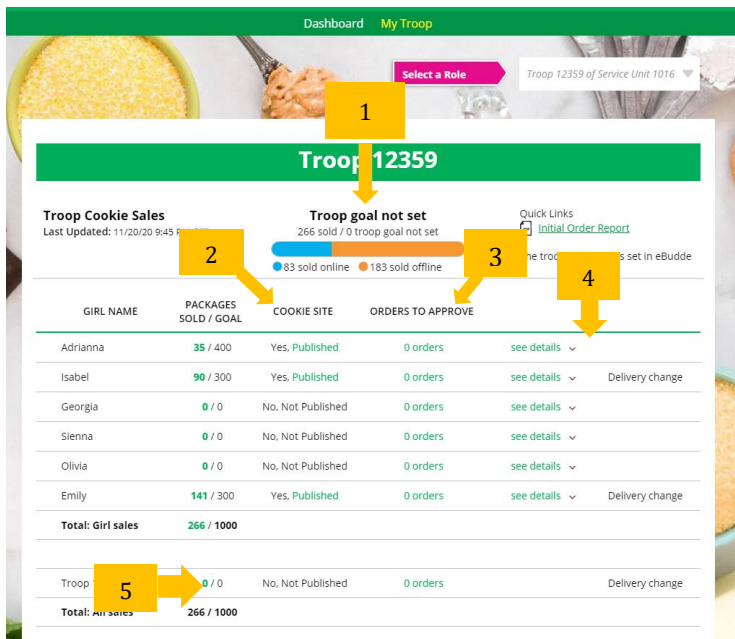 Dashboard My Troop
Select a Role
Troop 12359 of Service Unit 1016
1
Troop 12359
Troop Cookie Sales
Last Updated: 11/20/20 9:45
Troop goal not set
266 sold / 0 troop goal not set
83 sold online 183 sold offline
Quick Links
Initial Order Report
set in eBudde
2
3
4
GIRL NAME PACKAGES SOLD / GOAL COOKIE SITE ORDERS TO APPROVE
Adrianna 35 / 400 Yes, Published 0 orders see details
Isabel 90 / 300 Yes, Published 0 orders see details Delivery change
Georgia 0 / 0 No, Not Published 0 orders see details
Sienna 0 / 0 No, Not Published 0 orders see details
Olivia 0 / 0 No, Not Published 0 orders see details
Emily 141 / 300 Yes, Published 0 orders see details Delivery change
Total: Girl sales 266 / 1000
Troop 0 / 0 No, Not Published 0 orders Delivery change
5
Total: All sales 266 / 1000